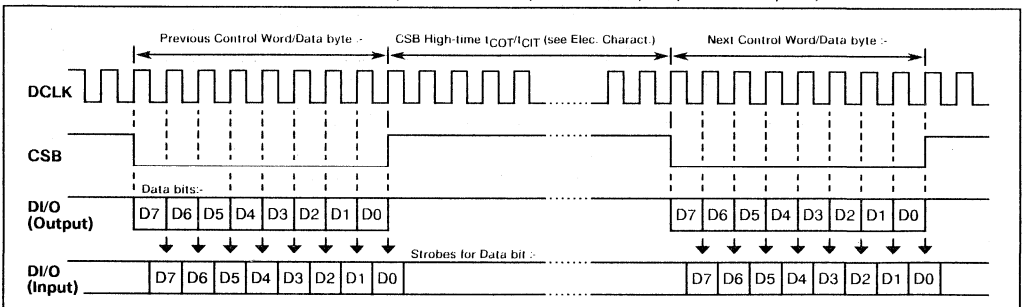 Previous Control Word/Data byte :- CSB High-time tCOT/tCIT (see Elec. Charact.) Next Control Word/Data byte :-
DCLK
CSB
Data bits:-
DI/O (Output) D7 D6 D5 D4 D3 D2 D1 D0 D7 D6 D5 D4 D3 D2 D1 D0
Strobes for Data bit :-
DI/O (Input) D7 D6 D5 D4 D3 D2 D1 D0 D7 D6 D5 D4 D3 D2 D1 D0